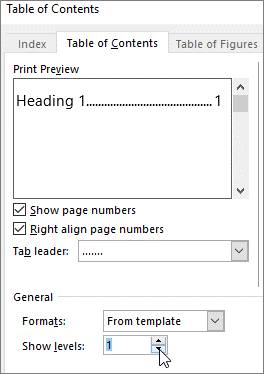 Table of Contents
Index Table of Contents Table of Figures
Print Preview
Heading 1.......................................... 1
Show page numbers
Right align page numbers
Tab leader: .......
General
Formats: From template
Show levels: 1